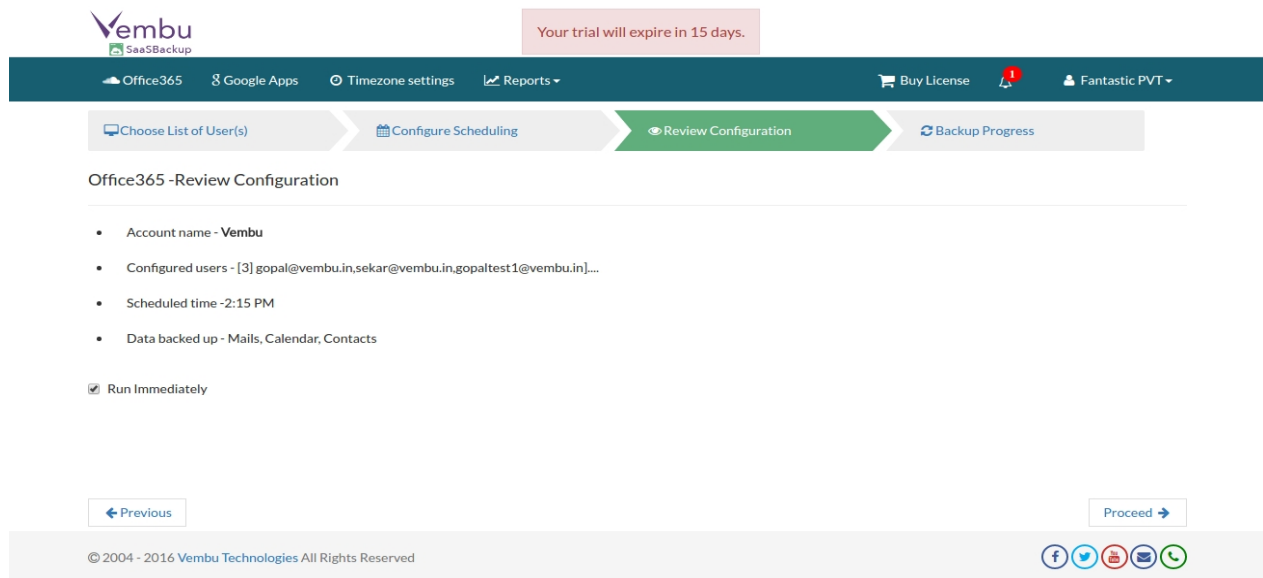 Vembu
SaaSBackup
Your trial will expire in 15 days.
Office365 Google Apps Timezone settings Reports Buy License 1 Fantastic PVT
Choose List of User(s) Configure Scheduling Review Configuration Backup Progress
Office365 -Review Configuration
• Account name - Vembu
• Configured users - [3] gopal@vembu.in,sekar@vembu.in,gopaltest1@vembu.in]....
• Scheduled time -2:15 PM
• Data backed up - Mails, Calendar, Contacts
Run Immediately
Previous Proceed
© 2004 - 2016 Vembu Technologies All Rights Reserved